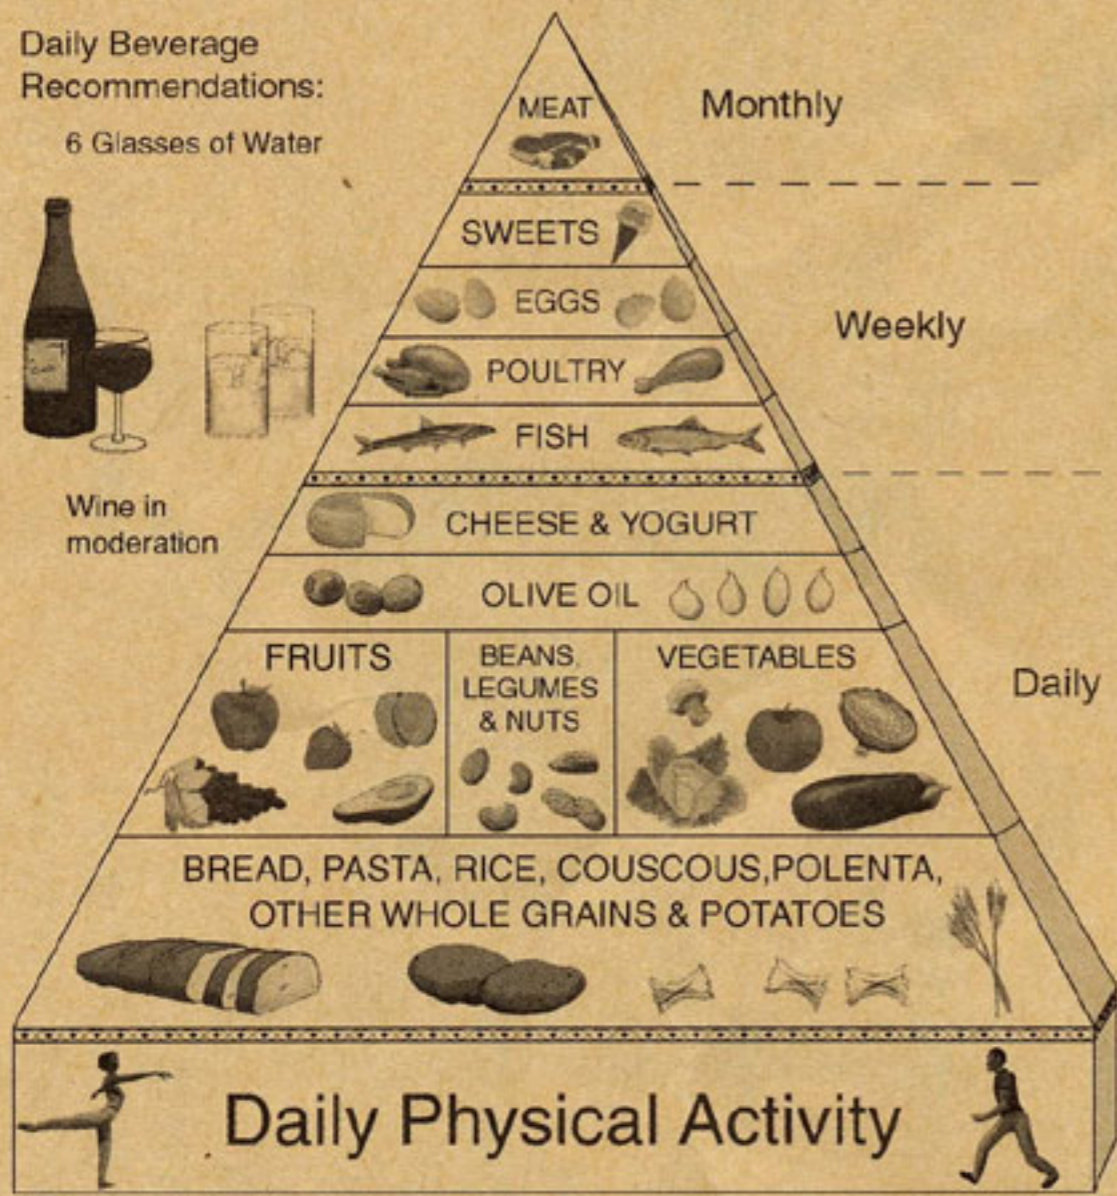 Daily Beverage
Recommendations:
6 Glasses of Water
Wine in
moderation
MEAT
Monthly
SWEETS
EGGS
Weekly
POULTRY
FISH
CHEESE & YOGURT
OLIVE OIL
FRUITS
BEANS,
LEGUMES
& NUTS
VEGETABLES
Daily
BREAD, PASTA, RICE, COUSCOUS,POLENTA,
OTHER WHOLE GRAINS & POTATOES
Daily Physical Activity